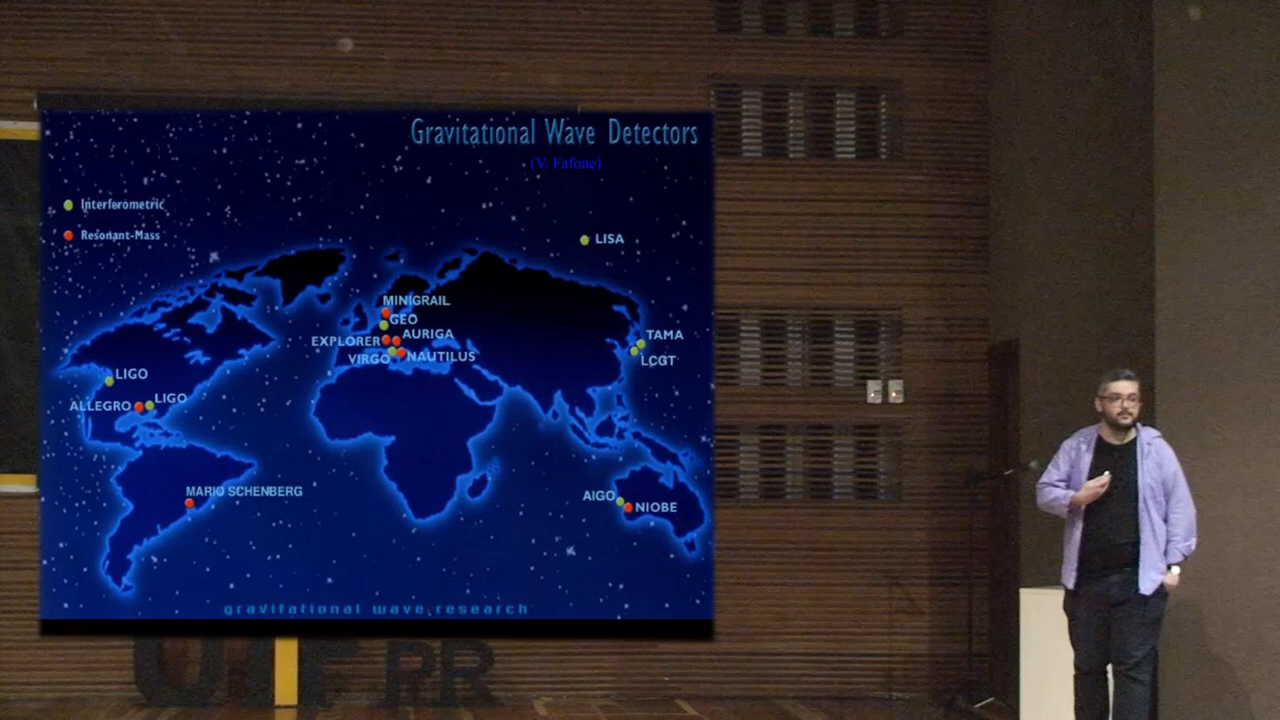 Gravitational Wave Detectors
(V. Fafone)
Interferometric
Resonant-Mass
LISA
MINIGRAIL
GEO
AURIGA
EXPLORER
VIRGO
NAUTILUS
TAMA
LCGT
LIGO
ALLEGRO
LIGO
MARIO SCHENBERG
AIGO
NIOBE
gravitational wave research
UTFPR